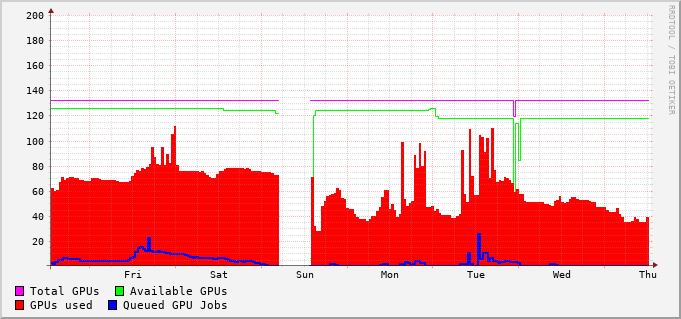 200
180
160
140
120
100
80
60
40
20
Fri Sat Sun Mon Tue Wed Thu
Total GPUs Available GPUs
GPUs used Queued GPU Jobs
RRDTOOL / TOBI OETIKER